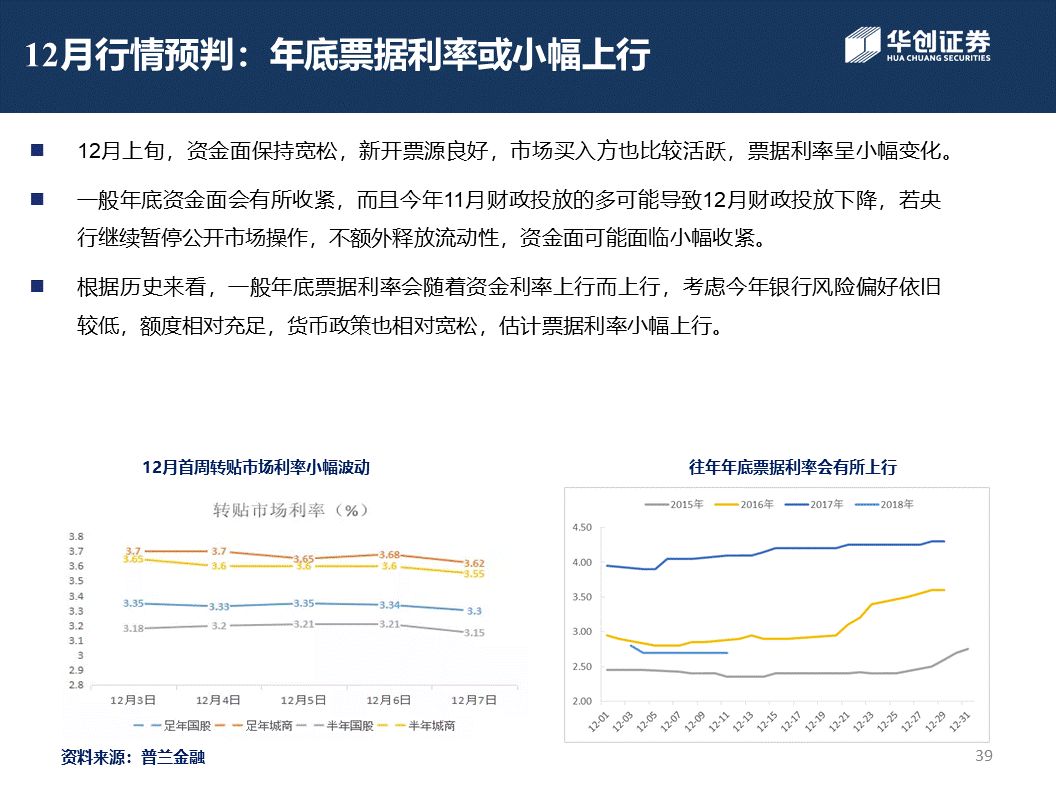 12月行情预判：年底票据利率或小幅上行
华创证券
HUA CHUANG SECURITIES
12月上旬，资金面保持宽松，新开票源良好，市场买入方也比较活跃，票据利率呈小幅变化。
一般年底资金面会有所收紧，而且今年11月财政投放的多可能导致12月财政投放下降，若央
行继续暂停公开市场操作，不额外释放流动性，资金面可能面临小幅收紧。
根据历史来看，一般年底票据利率会随着资金利率上行而上行，考虑今年银行风险偏好依旧
较低，额度相对充足，货币政策也相对宽松，估计票据利率小幅上行。
12月首周转贴市场利率小幅波动
转贴市场利率（%）
3.8
3.7
3.6
3.5
3.4
3.3
3.2
3.1
3
2.9
2.8
3.7 3.7 3.65 3.68 3.62
3.65 3.6 3.6 3.6 3.55
3.35 3.33 3.35 3.34 3.3
3.18 3.2 3.21 3.21 3.15
12月3日 12月4日 12月5日 12月6日 12月7日
足年国股 足年城商 半年国股 半年城商
往年年底票据利率会有所上行
2015年 2016年 2017年 2018年
4.50
4.00
3.50
3.00
2.50
2.00
12-01 12-03 12-05 12-07 12-09 12-11 12-13 12-15 12-17 12-19 12-21 12-23 12-25 12-27 12-29 12-31
资料来源：普兰金融
39